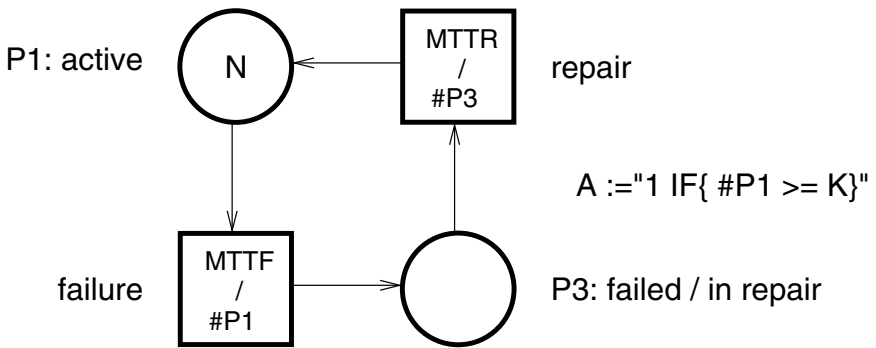 P1: active
N
MTTR
/
#P3
repair
A :="1 IF{ #P1 >= K}"
failure
MTTF
/
#P1
P3: failed / in repair